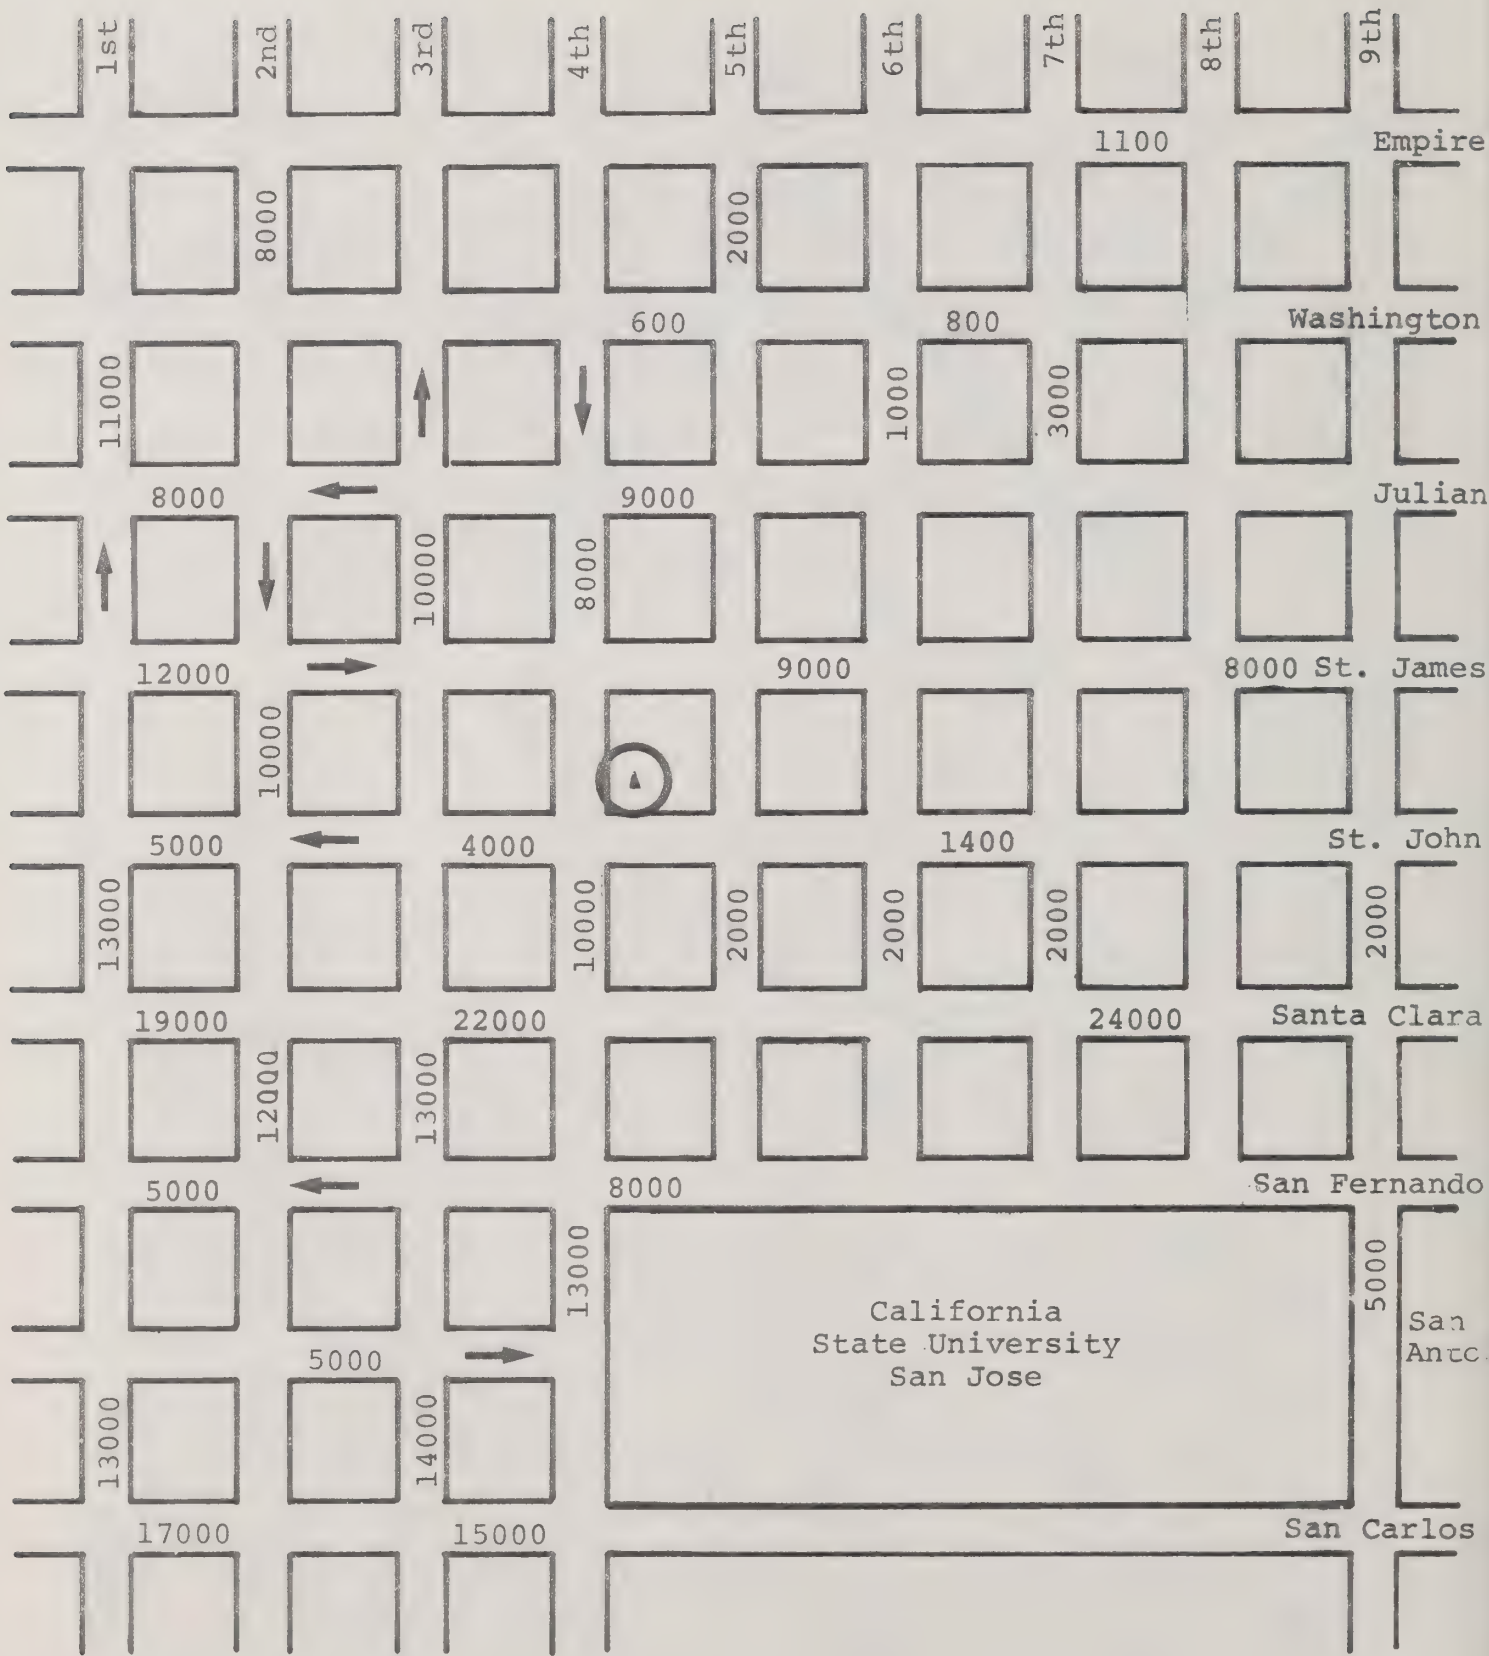 1st 2nd 3rd 4th 5th 6th 7th 8th 9th
1100 Empire
8000 2000
600 800 Washington
11000 1000 3000
8000 9000 Julian
10000 8000
12000 9000 8000 St. James
10000
5000 4000 1400 St. John
13000 10000 2000 2000 2000 2000
19000 22000 24000 Santa Clara
12000 13000
5000 8000 San Fernando
13000 5000
California
State University
San Jose
San
5000
13000 14000
17000 15000 San Carlos